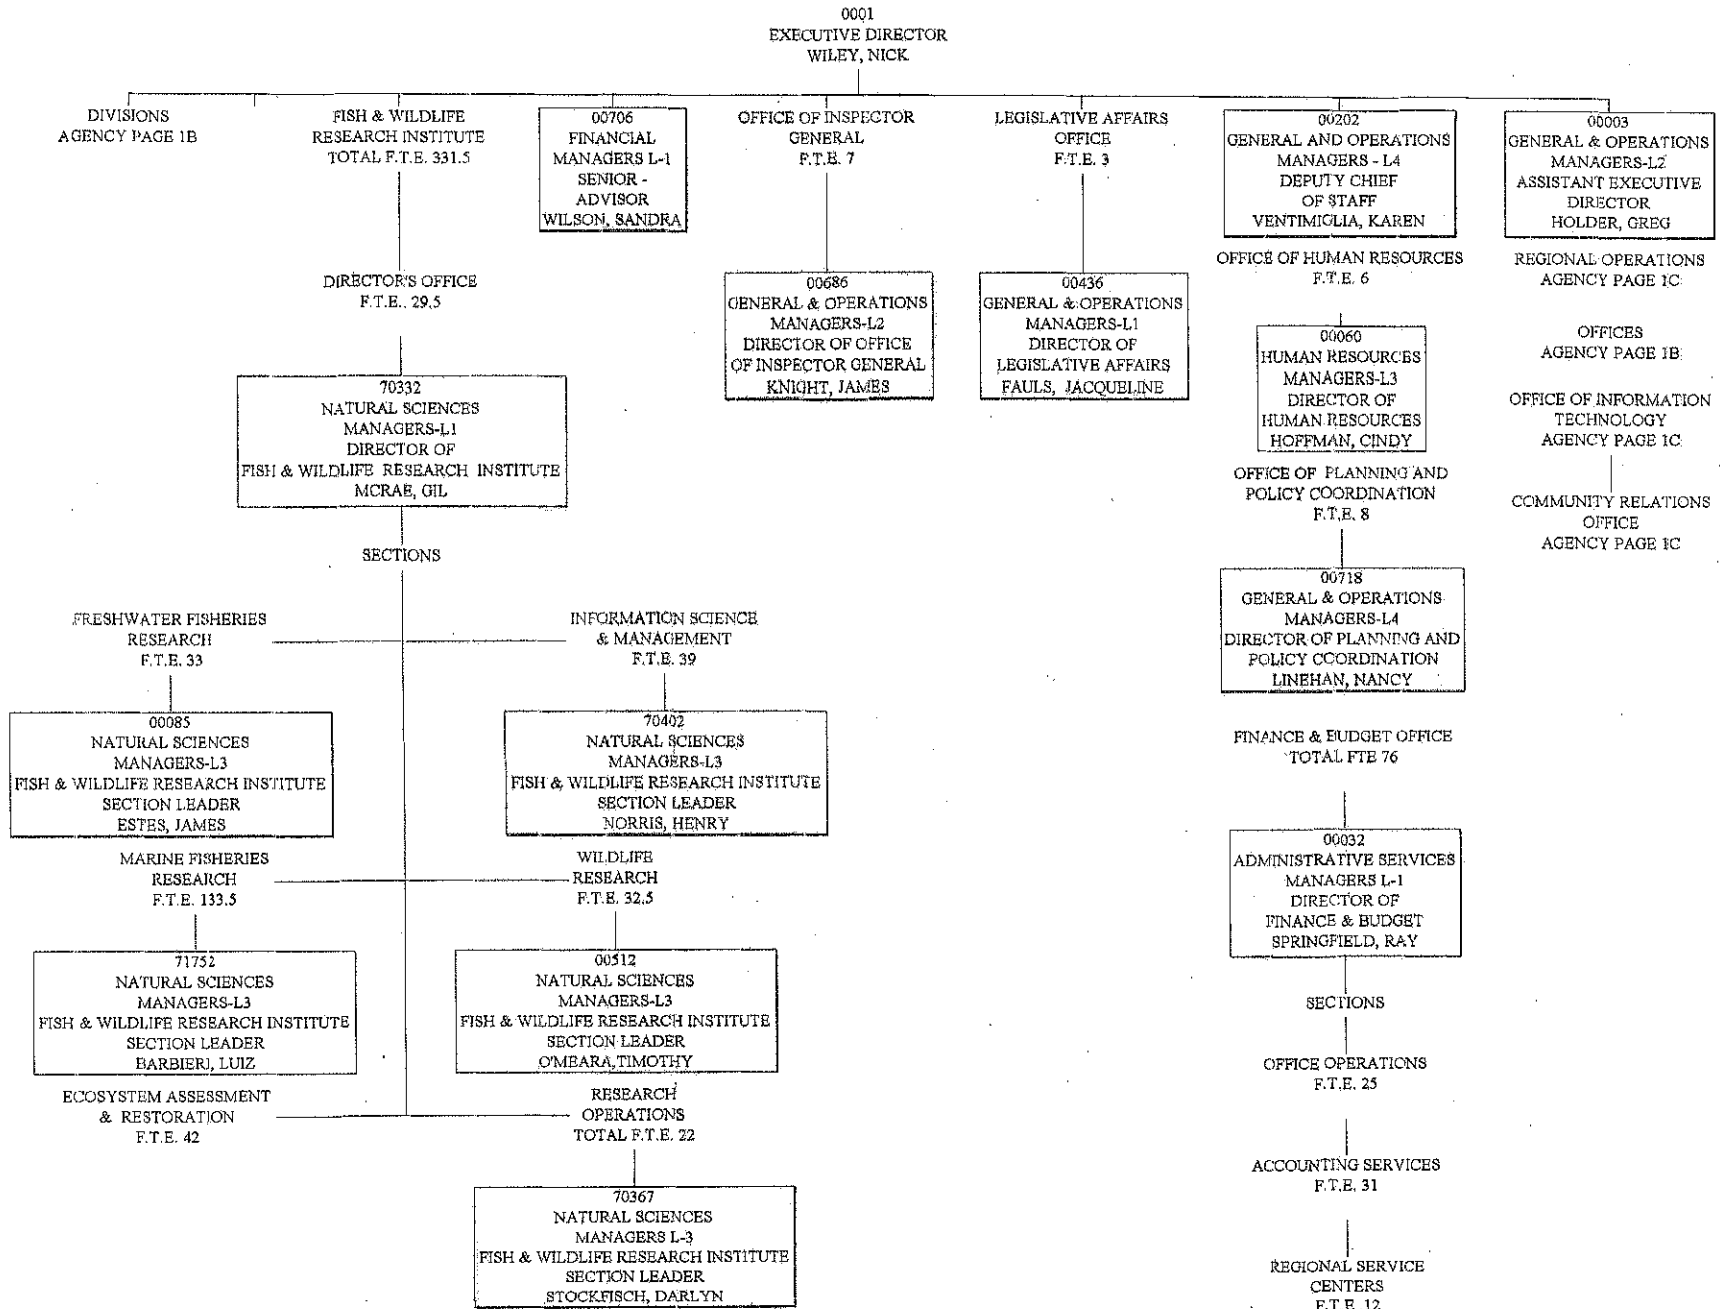 0001
EXECUTIVE DIRECTOR
WILEY, NICK
DIVISIONS
AGENCY PAGE 1B
FISH & WILDLIFE
RESEARCH INSTITUTE
TOTAL F.T.E. 331.5
00706
FINANCIAL
MANAGERS L-1
SENIOR -
ADVISOR
WILSON, SANDRA
OFFICE OF INSPECTOR
GENERAL
F.T.E. 7
LEGISLATIVE AFFAIRS
OFFICE
F.T.E. 3
00202
GENERAL AND OPERATIONS
MANAGERS - L4
DEPUTY CHIEF
OF STAFF
VENTIMIGLIA, KAREN
00003
GENERAL & OPERATIONS
MANAGERS-L2
ASSISTANT EXECUTIVE
DIRECTOR
HOLDER, GREG
DIRECTOR'S OFFICE
F.T.E.. 29.5
00686
GENERAL & OPERATIONS
MANAGERS-L2
DIRECTOR OF OFFICE
OF INSPECTOR GENERAL
KNIGHT, JAMES
00436
GENERAL & OPERATIONS
MANAGERS-L1
DIRECTOR OF
LEGISLATIVE AFFAIRS
FAULS, JACQUELINE
OFFICE OF HUMAN RESOURCES
F.T.E. 6
REGIONAL OPERATIONS
AGENCY PAGE 1C
00060
HUMAN RESOURCES
MANAGERS-L3
DIRECTOR OF
HUMAN RESOURCES
HOFFMAN, CINDY
OFFICES
AGENCY PAGE 1B
OFFICE OF INFORMATION
TECHNOLOGY
AGENCY PAGE 1C
70332
NATURAL SCIENCES
MANAGERS-L1
DIRECTOR OF
FISH & WILDLIFE RESEARCH INSTITUTE
MCRAE, GIL
OFFICE OF PLANNING AND
POLICY COORDINATION
F.T.E. 8
COMMUNITY RELATIONS
OFFICE
AGENCY PAGE 1C
SECTIONS
00718
GENERAL & OPERATIONS
MANAGERS-L4
DIRECTOR OF PLANNING AND
POLICY COORDINATION
LINEHAN, NANCY
FRESHWATER FISHERIES
RESEARCH
F.T.E. 33
INFORMATION SCIENCE
& MANAGEMENT
F.T.E. 39
00085
NATURAL SCIENCES
MANAGERS-L3
FISH & WILDLIFE RESEARCH INSTITUTE
SECTION LEADER
ESTES, JAMES
70402
NATURAL SCIENCES
MANAGERS-L3
FISH & WILDLIFE RESEARCH INSTITUTE
SECTION LEADER
NORRIS, HENRY
FINANCE & BUDGET OFFICE
TOTAL FTE 76
MARINE FISHERIES
RESEARCH
F.T.E. 133.5
WILDLIFE
RESEARCH
F.T.E. 32.5
00032
ADMINISTRATIVE SERVICES
MANAGERS L-1
DIRECTOR OF
FINANCE & BUDGET
SPRINGFIELD, RAY
71752
NATURAL SCIENCES
MANAGERS-L3
FISH & WILDLIFE RESEARCH INSTITUTE
SECTION LEADER
BARBIERI, LUIZ
00512
NATURAL SCIENCES
MANAGERS-L3
FISH & WILDLIFE RESEARCH INSTITUTE
SECTION LEADER
O'MEARA,TIMOTHY
SECTIONS
OFFICE OPERATIONS
F.T.E. 25
ECOSYSTEM ASSESSMENT
& RESTORATION
F.T.E. 42
RESEARCH
OPERATIONS
TOTAL F.T.E. 22
ACCOUNTING SERVICES
F.T.E. 31
70367
NATURAL SCIENCES
MANAGERS L-3
FISH & WILDLIFE RESEARCH INSTITUTE
SECTION LEADER
STOCKFISCH, DARLYN
REGIONAL SERVICE
CENTERS
F.T.E. 12